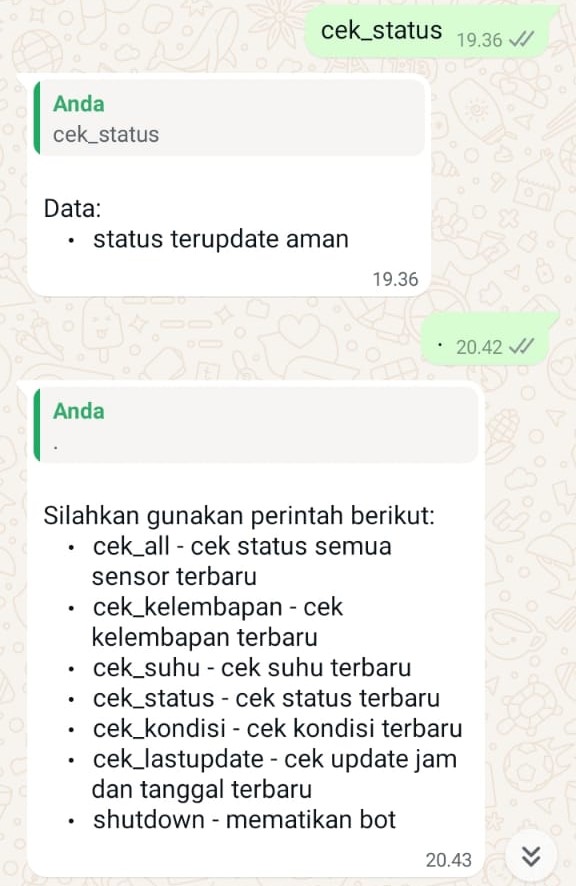 cek_status 19.36
Anda
cek_status
Data:
• status terupdate aman
19.36
. 20.42
Anda
.
Silahkan gunakan perintah berikut:
• cek_all - cek status semua
sensor terbaru
• cek_kelembapan - cek
kelembapan terbaru
• cek_suhu - cek suhu terbaru
• cek_status - cek status terbaru
• cek_kondisi - cek kondisi terbaru
• cek_lastupdate - cek update jam
dan tanggal terbaru
• shutdown - mematikan bot
20.43